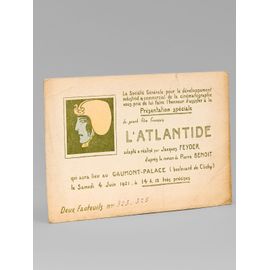 La Société Générale pour le développement
industriel & commercial de la cinématographie
vous prie de lui faire l'honneur d'assister à la
Présentation spéciale
du grand film français
L'ATLANTIDE
adapté & réalisé par Jacques FEYDER
d'après le roman de Pierre BENOIT
qui aura lieu au GAUMONT-PALACE (boulevard de Clichy)
le Samedi 4 Juin 1921, à 14 h. 15 très précises
Deux Fauteuils nos 323-325